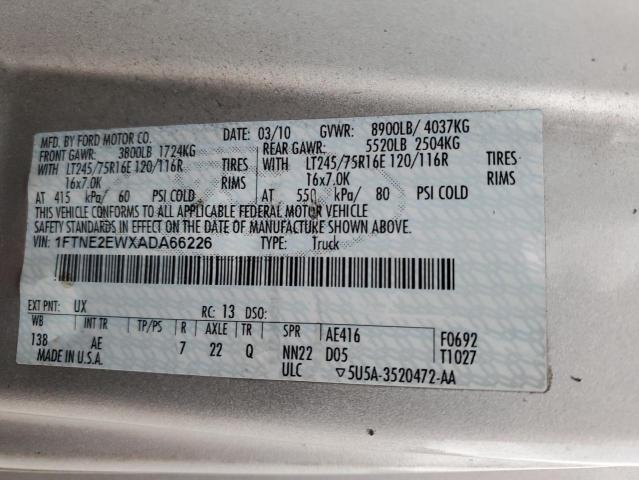 MFD. BY FORD MOTOR CO. DATE: 03/10 GVWR: 8900LB/ 4037KG
FRONT GAWR: 3800LB 1724KG REAR GAWR: 5520LB 2504KG
WITH LT245/75R16E 120/116R TIRES WITH LT245/75R16E 120/116R TIRES
16x7.0K RIMS 16x7.0K RIMS
AT 415 kPa/ 60 PSI COLD AT 550 kPa/ 80 PSI COLD
THIS VEHICLE CONFORMS TO ALL APPLICABLE FEDERAL MOTOR VEHICLE
SAFETY STANDARDS IN EFFECT ON THE DATE OF MANUFACTURE SHOWN ABOVE.
VIN: 1FTNE2EWXADA66226 TYPE: Truck
EXT PNT: UX RC: 13 DSO:
WB INT TR TP/PS R AXLE TR SPR AE416 F0692
138 AE 7 22 Q NN22 D05 T1027
MADE IN U.S.A. ULC ▽5U5A-3520472-AA